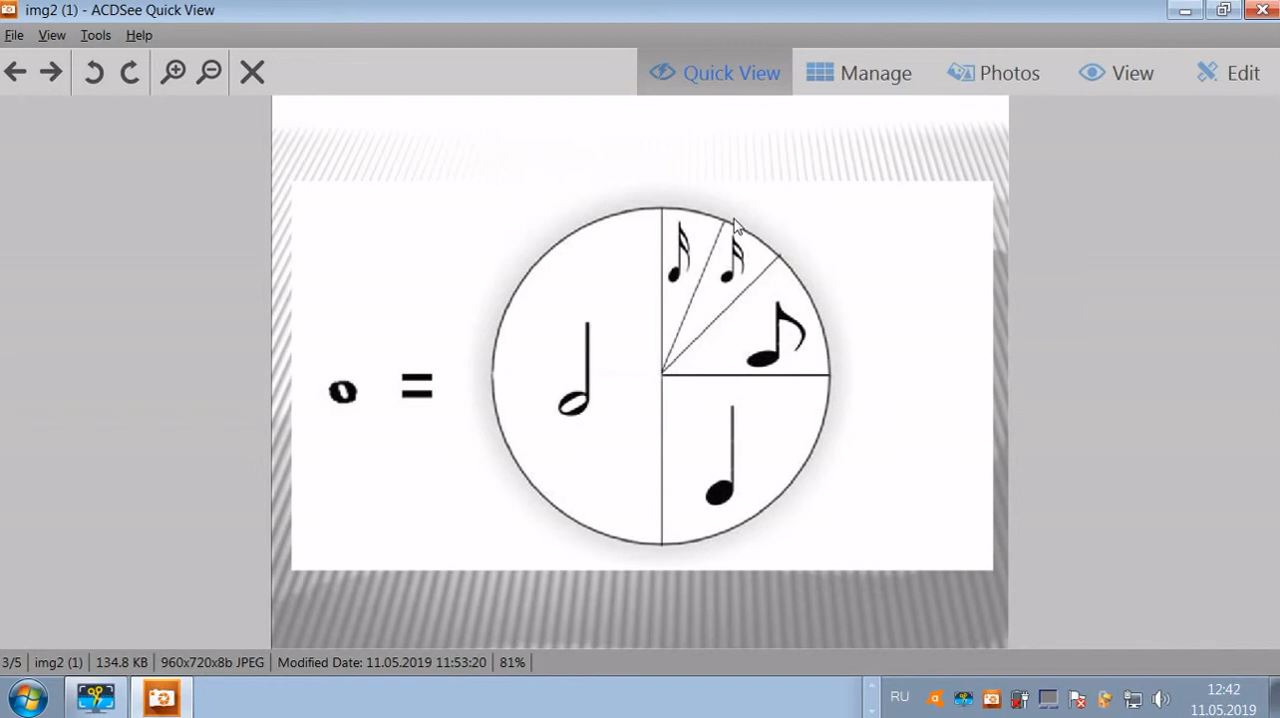 img2 (1) - ACDSee Quick View
File View Tools Help
Quick View Manage Photos View Edit
=
3/5 img2 (1) 134.8 KB 960x720x8b JPEG Modified Date: 11.05.2019 11:53:20 81%
RU 12:42
11.05.2019